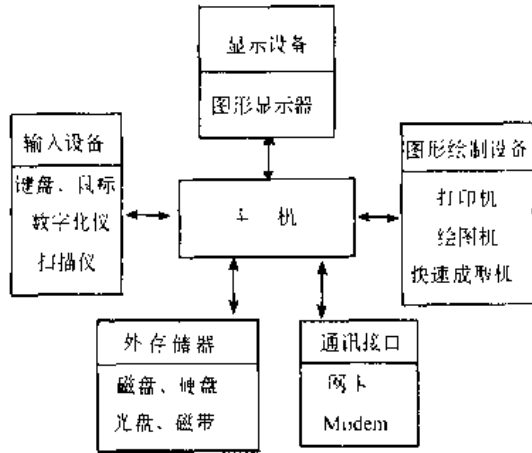 显示设备
图形显示器
输入设备
键盘、鼠标
数字化仪
扫描仪
主 机
图形绘制设备
打印机
绘图机
快速成型机
外存储器
磁盘、硬盘
光盘、磁带
通讯接口
网卡
Modem